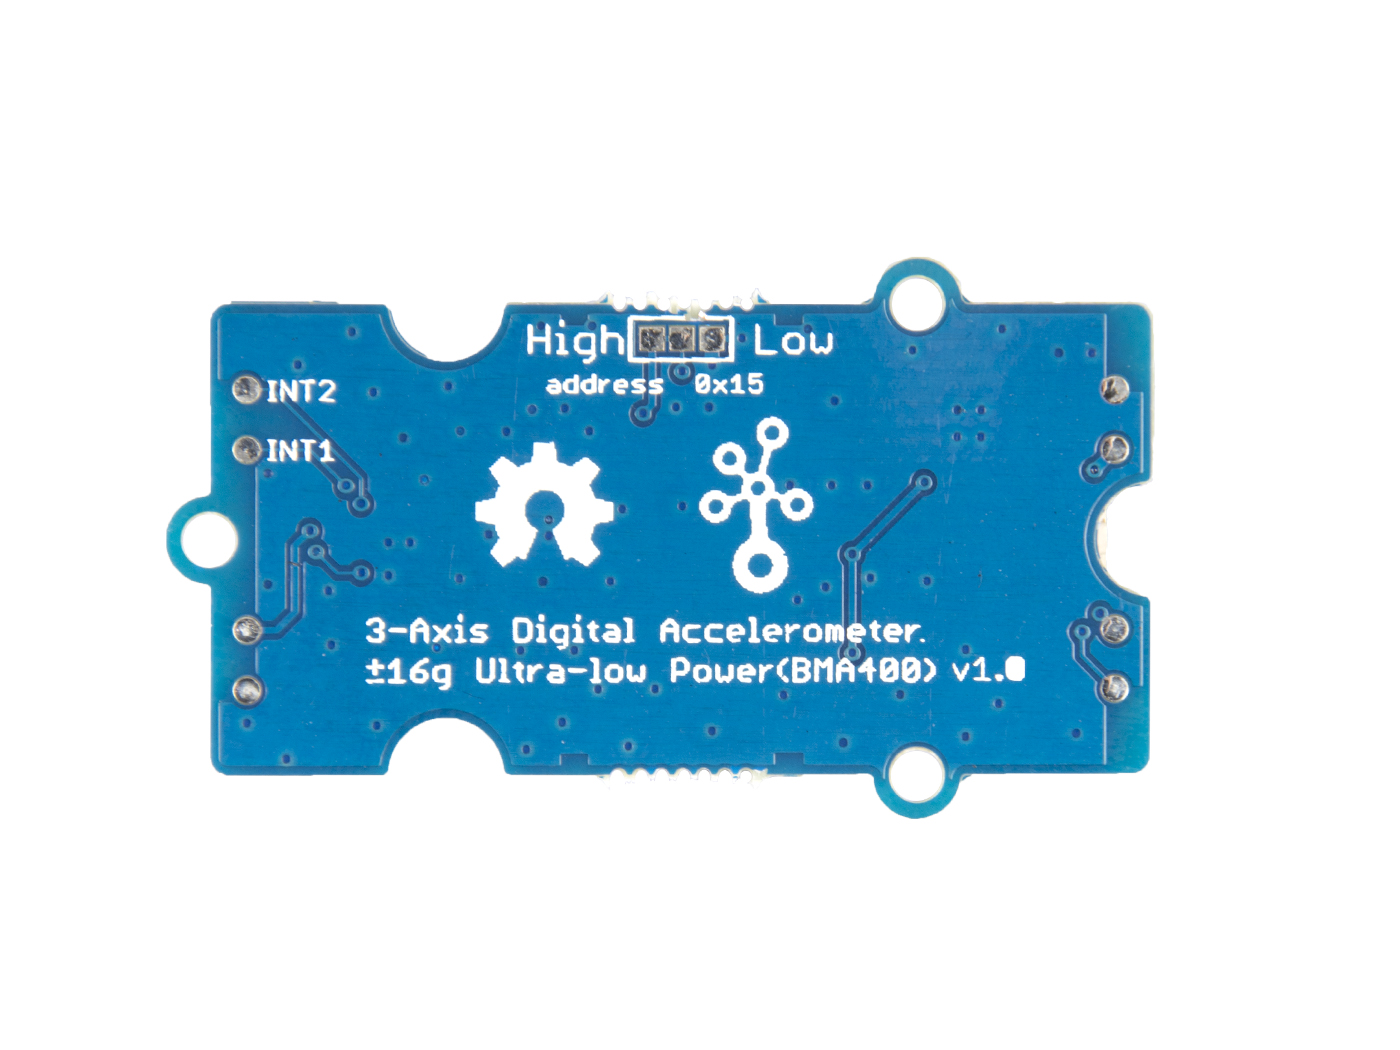 High Low
address 0x15
INT2
INT1
3-Axis Digital Accelerometer.
±16g Ultra-low Power(BMA400) v1.0